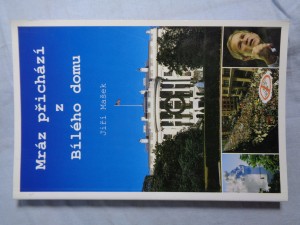 Mráz přichází
z
Bílého domu
Jiří Mašek